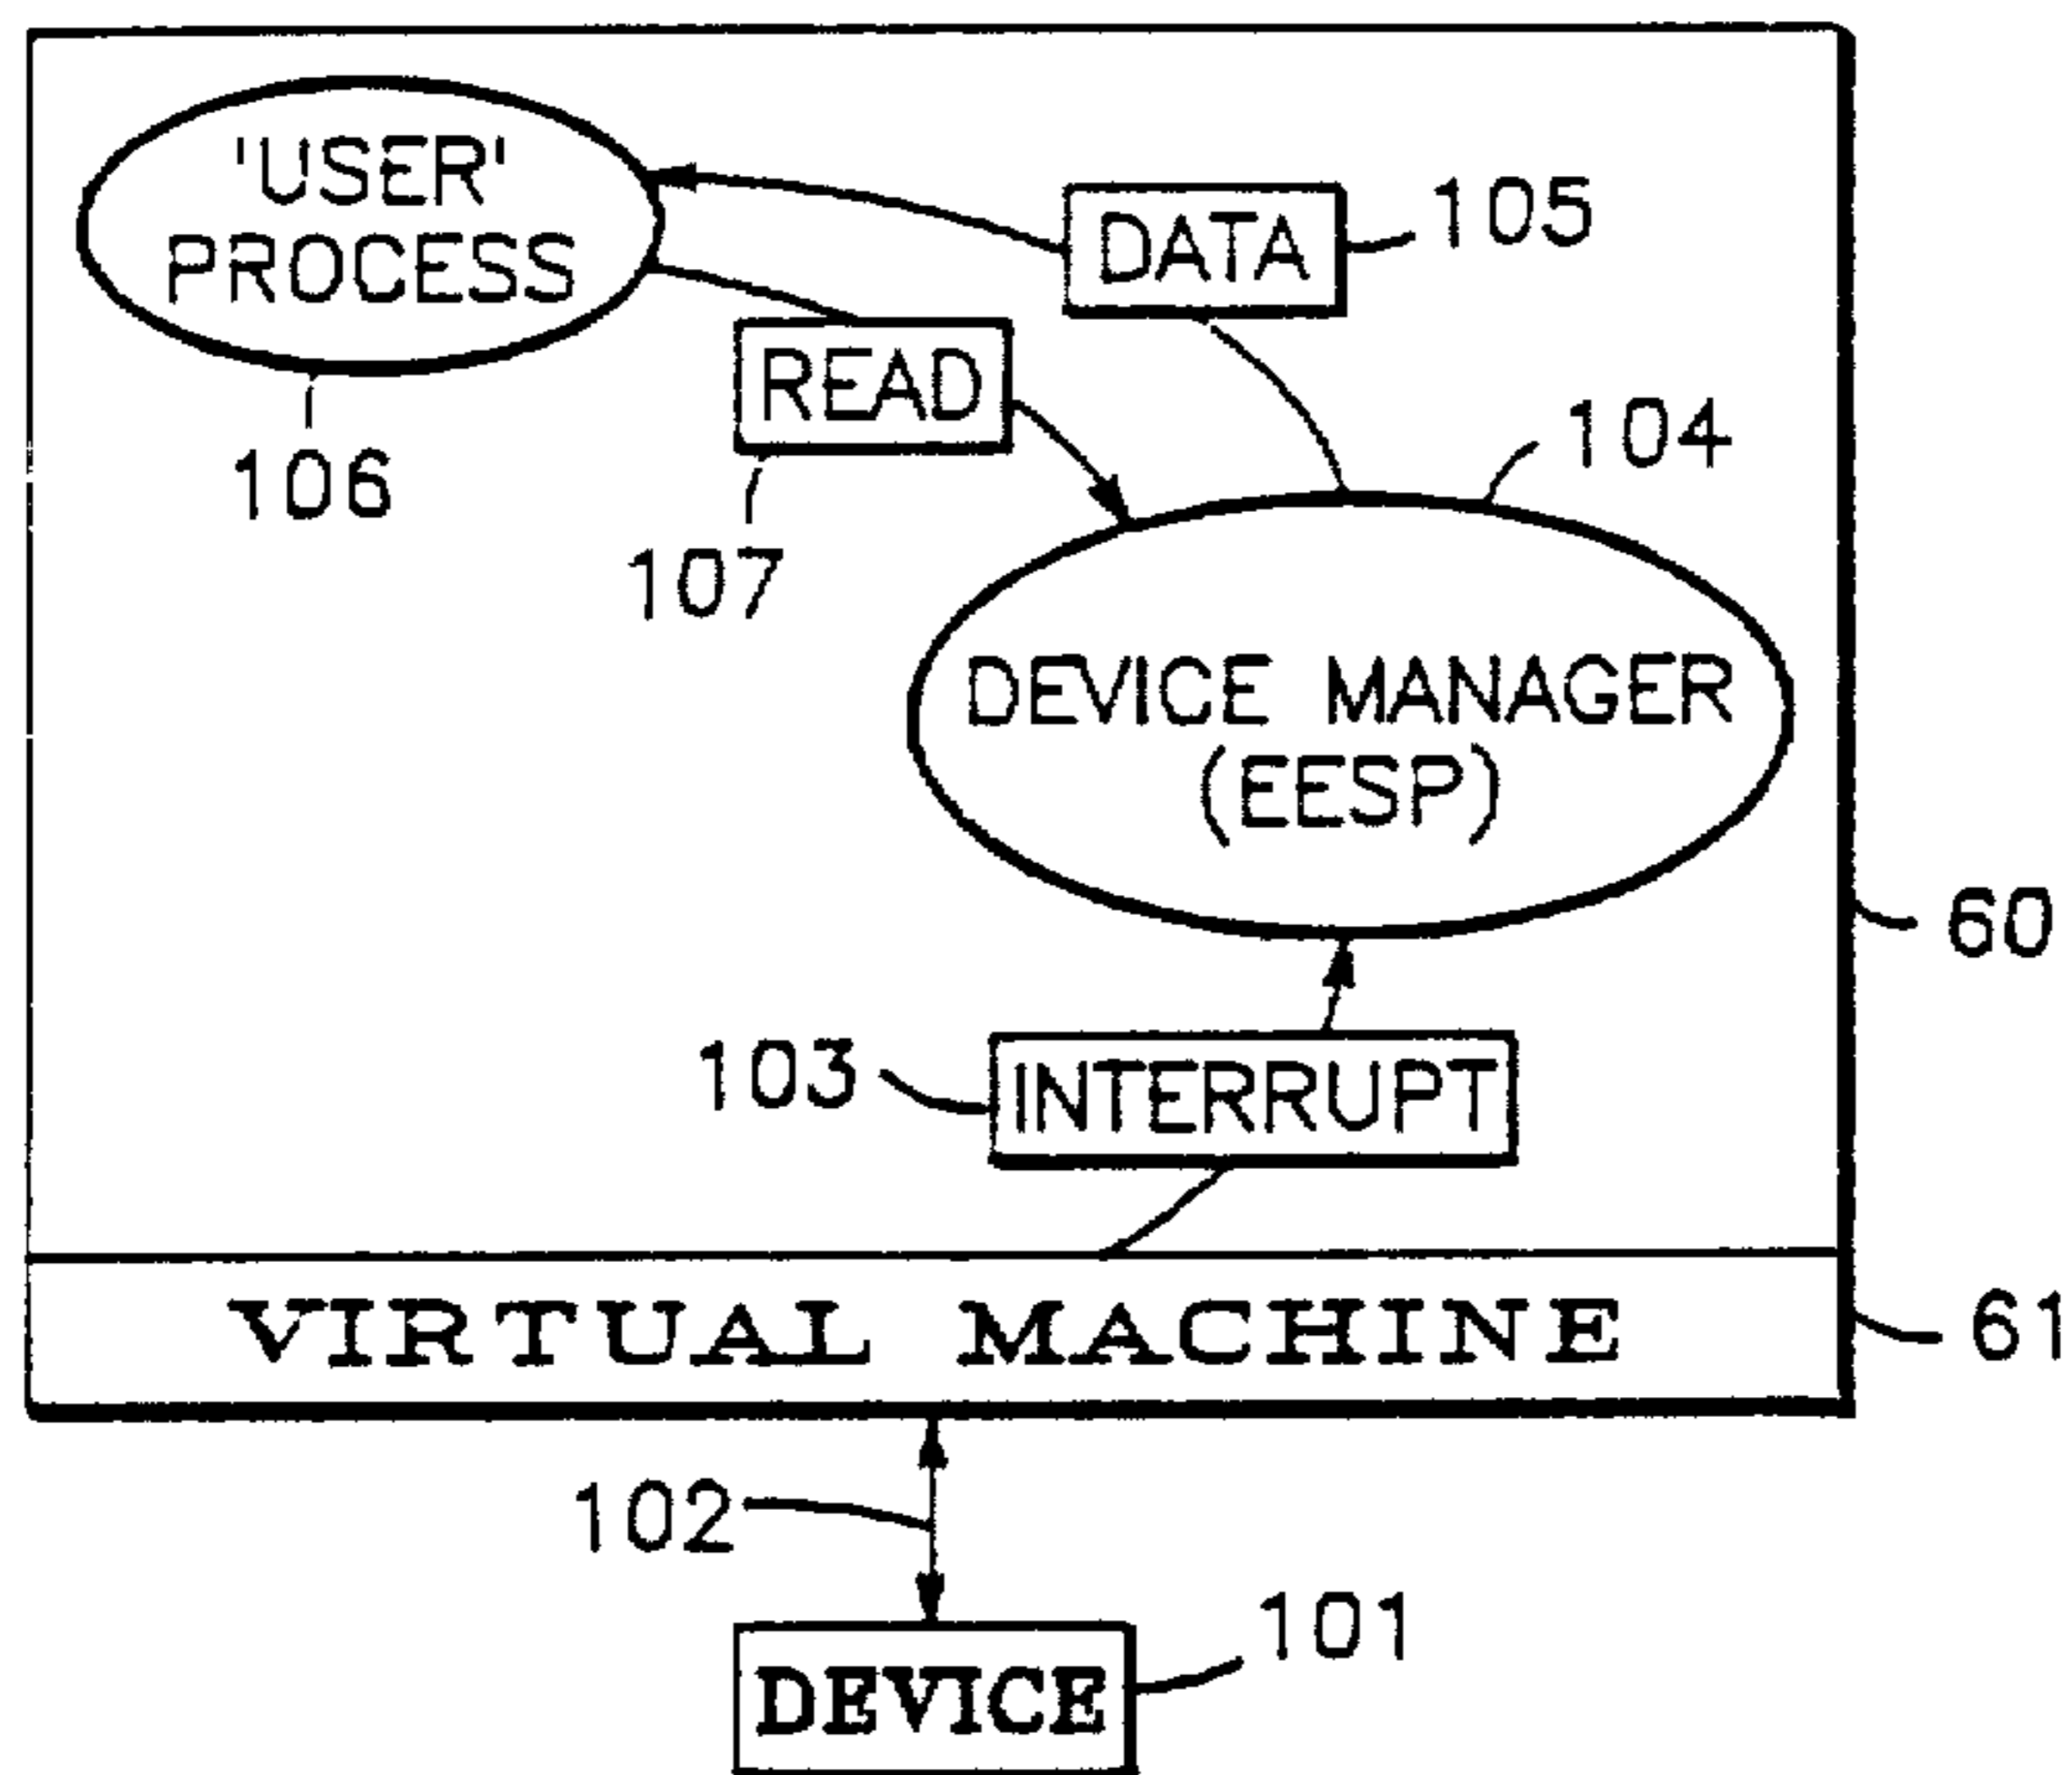 'USER'
PROCESS
DATA
105
READ
106
107
104
DEVICE MANAGER
(EESP)
60
103
INTERRUPT
VIRTUAL MACHINE
61
102
101
DEVICE